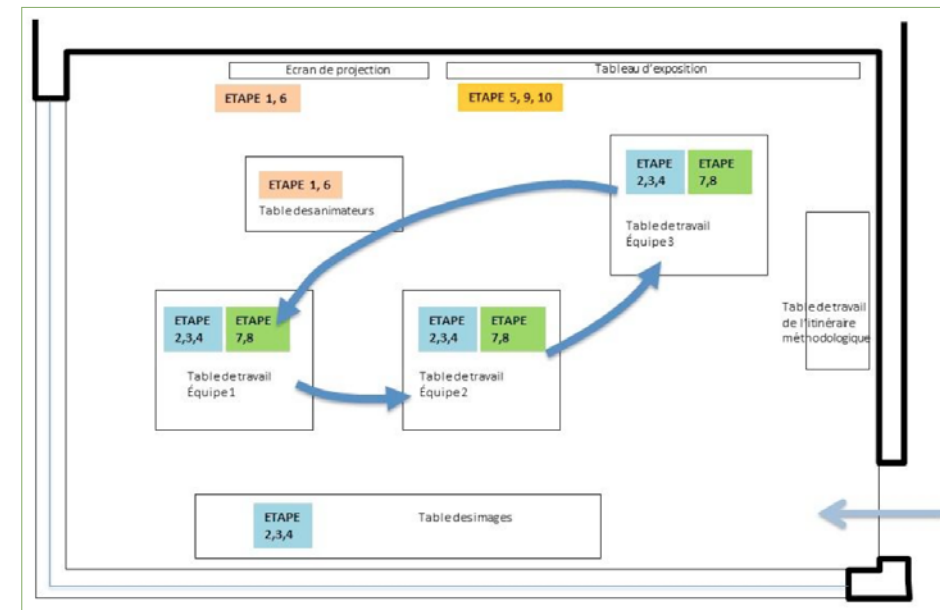 Ecran de projection
Tableau d'exposition
ETAPE 1, 6
ETAPE 5, 9, 10
ETAPE 1, 6
Table des animateurs
ETAPE
2,3,4
ETAPE
7,8
Table de travail
Équipe 3
Table de travail
de l'itinéraire
méthodologique
ETAPE
2,3,4
ETAPE
7,8
Table de travail
Équipe 1
ETAPE
2,3,4
ETAPE
7,8
Table de travail
Équipe 2
ETAPE
2,3,4
Table des images